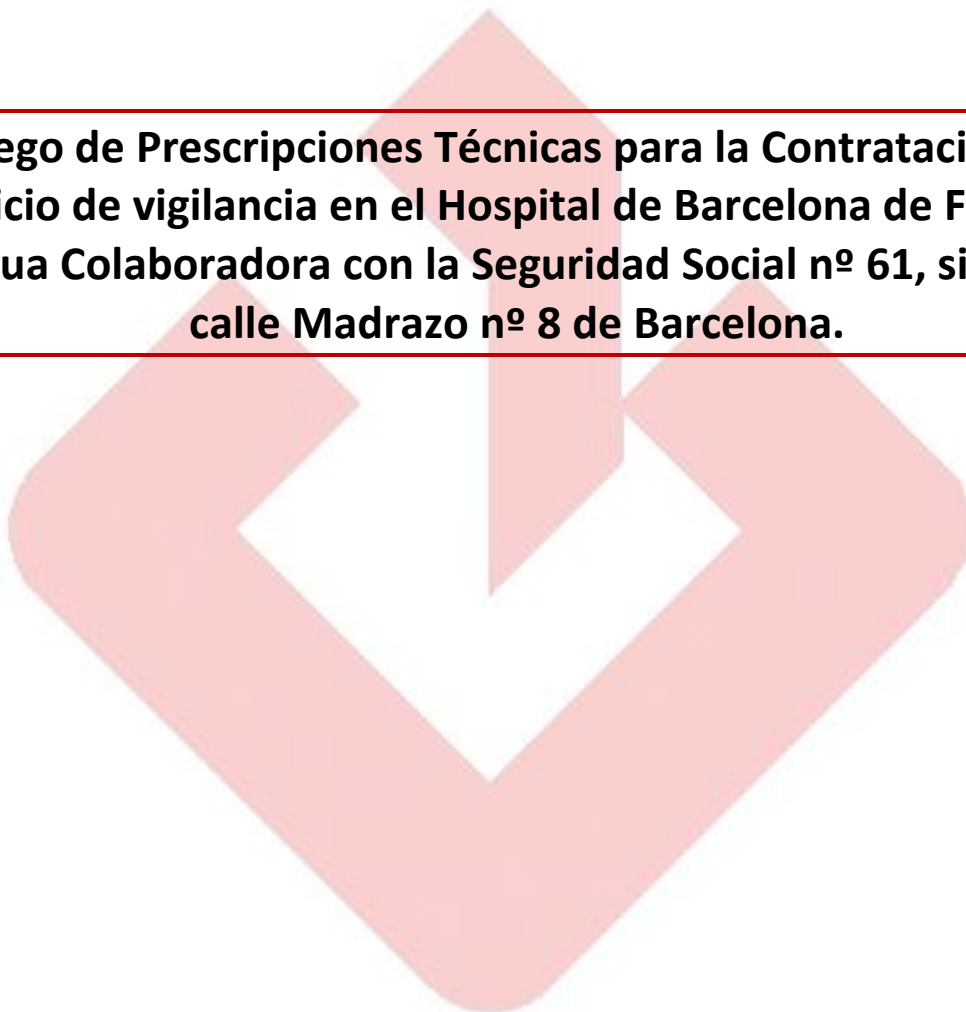 ego de Prescripciones Técnicas para la Contrataci
icio de vigilancia en el Hospital de Barcelona de F
ua Colaboradora con la Seguridad Social nº 61, si
calle Madrazo nº 8 de Barcelona.